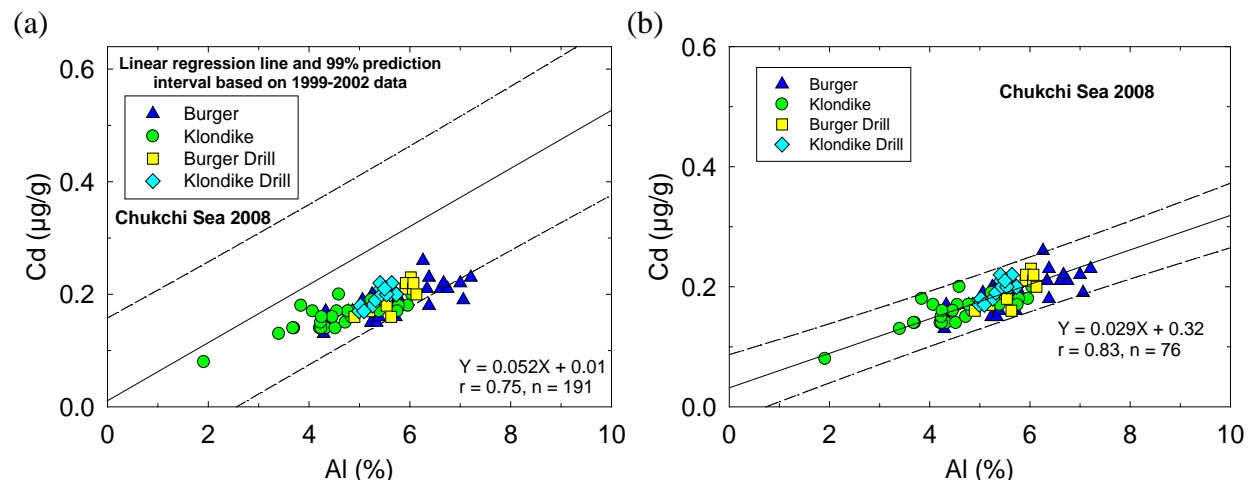 (a)
0.6
0.4
0.2
0.0
Cd (μg/g)
Linear regression line and 99% prediction
interval based on 1999-2002 data
Burger
Klondike
Burger Drill
Klondike Drill
Chukchi Sea 2008
Y = 0.052X + 0.01
r = 0.75, n = 191
0 2 4 6 8 10
Al (%)
(b)
0.6
0.4
0.2
0.0
Cd (μg/g)
Burger
Klondike
Burger Drill
Klondike Drill
Chukchi Sea 2008
Y = 0.029X + 0.32
r = 0.83, n = 76
0 2 4 6 8 10
Al (%)